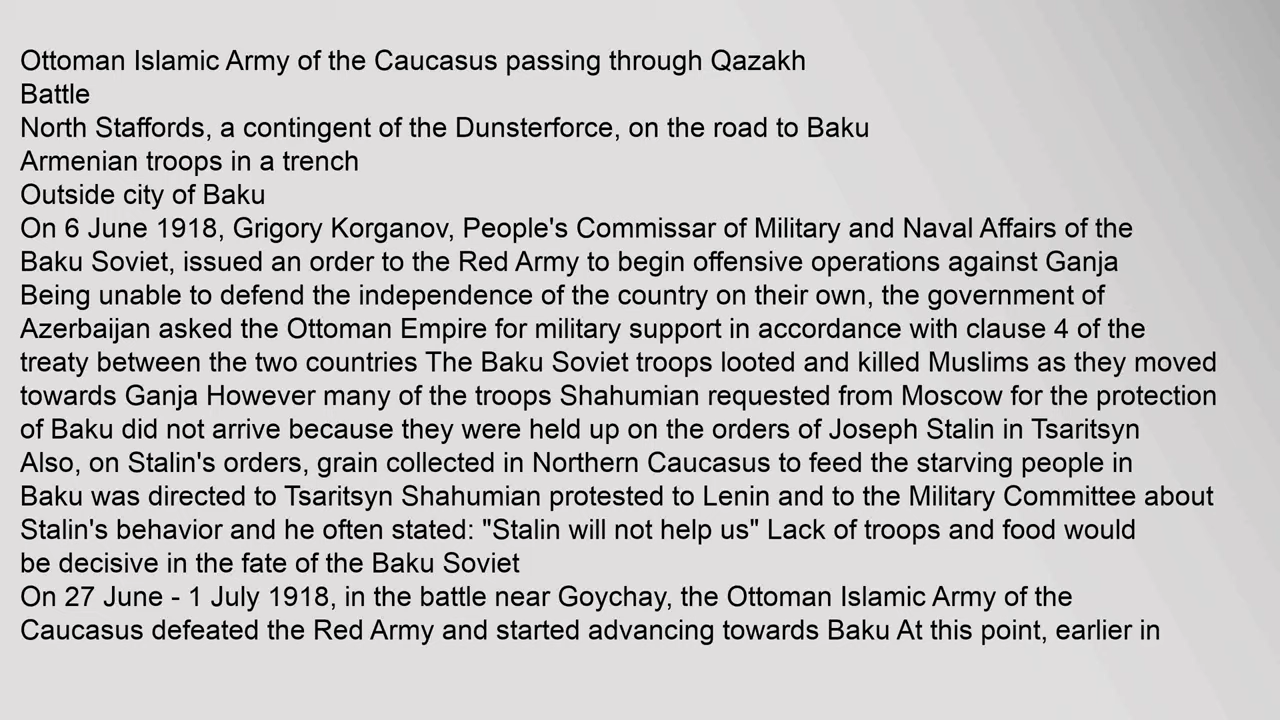 Ottoman Islamic Army of the Caucasus passing through Qazakh
Battle
North Staffords, a contingent of the Dunsterforce, on the road to Baku
Armenian troops in a trench
Outside city of Baku
On 6 June 1918, Grigory Korganov, People's Commissar of Military and Naval Affairs of the
Baku Soviet, issued an order to the Red Army to begin offensive operations against Ganja
Being unable to defend the independence of the country on their own, the government of
Azerbaijan asked the Ottoman Empire for military support in accordance with clause 4 of the
treaty between the two countries The Baku Soviet troops looted and killed Muslims as they moved
towards Ganja However many of the troops Shahumian requested from Moscow for the protection
of Baku did not arrive because they were held up on the orders of Joseph Stalin in Tsaritsyn
Also, on Stalin's orders, grain collected in Northern Caucasus to feed the starving people in
Baku was directed to Tsaritsyn Shahumian protested to Lenin and to the Military Committee about
Stalin's behavior and he often stated: "Stalin will not help us" Lack of troops and food would
be decisive in the fate of the Baku Soviet
On 27 June - 1 July 1918, in the battle near Goychay, the Ottoman Islamic Army of the
Caucasus defeated the Red Army and started advancing towards Baku At this point, earlier in